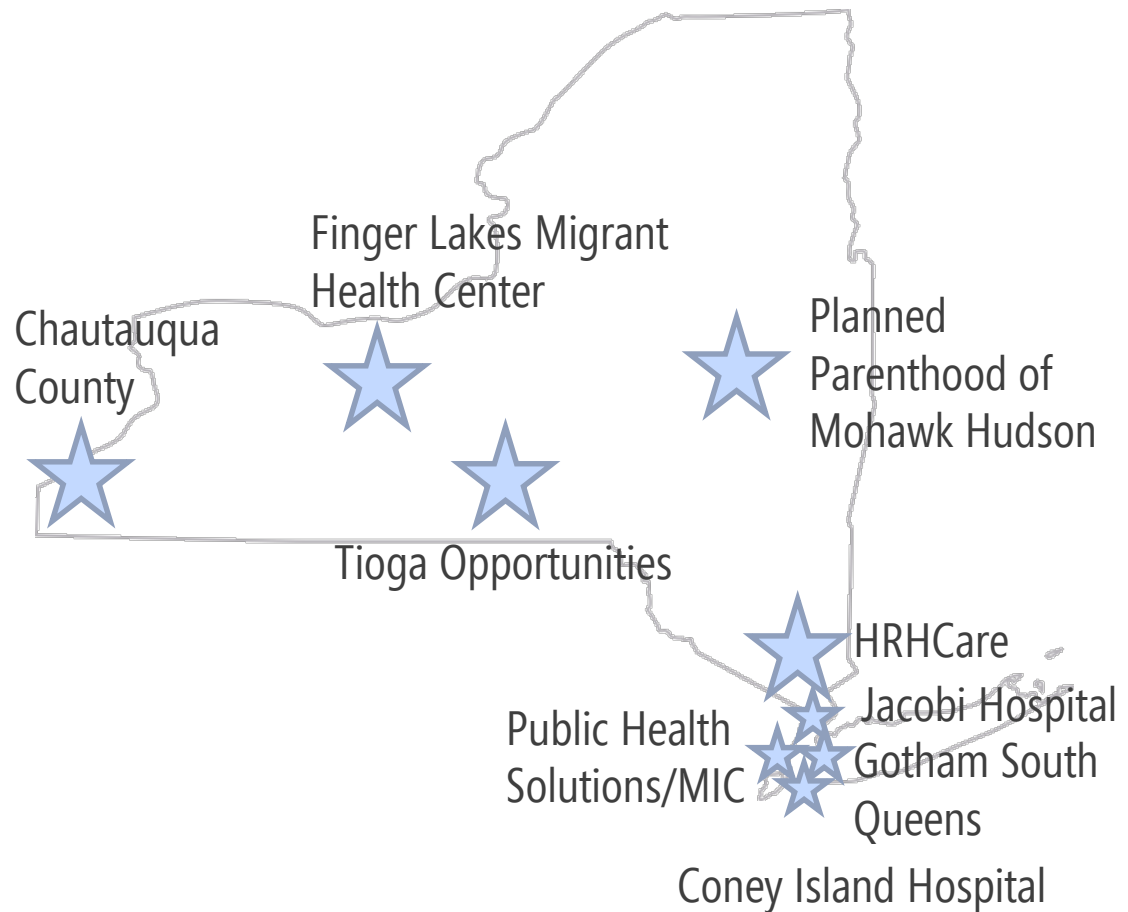 Finger Lakes Migrant
Health Center
Chautauqua
County
Planned
Parenthood of
Mohawk Hudson
Tioga Opportunities
HRHCare
Jacobi Hospital
Public Health
Solutions/MIC
Gotham South
Queens
Coney Island Hospital